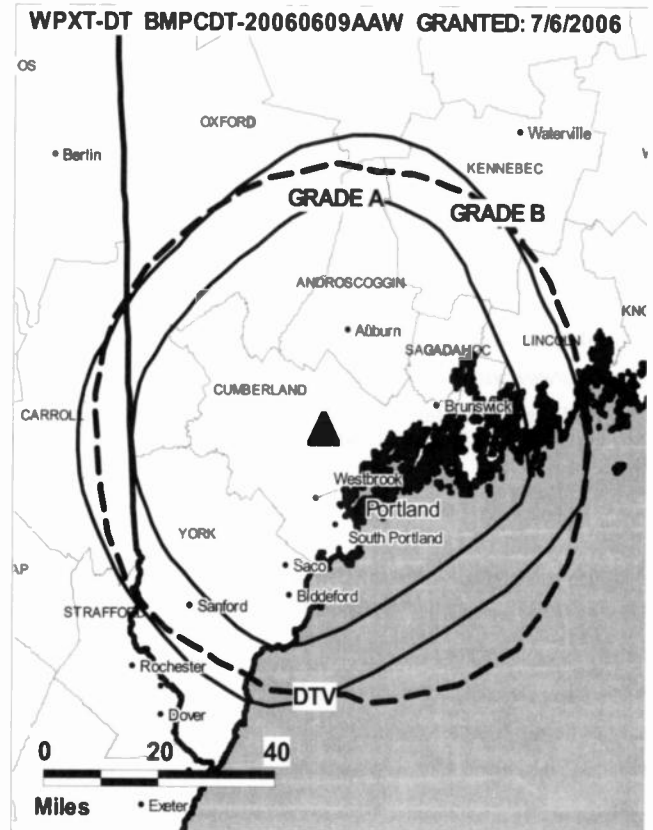 WPXT-DT BMPCDT-20060609AAW GRANTED: 7/6/2006
OS
OXFORD
Waterville
Berlin
KENNEBEC
GRADE A
GRADE B
ANDROSCOGGIN
KNO
Auburn
LINCOLN
SAGADAHOC
CUMBERLAND
Brunswick
CARROLL
Westbrook
Portland
YORK
South Portland
Saco
AP
Biddeford
STRAFFORD
Sanford
Rochester
DTV
Dover
0 20 40
Miles
Exeter